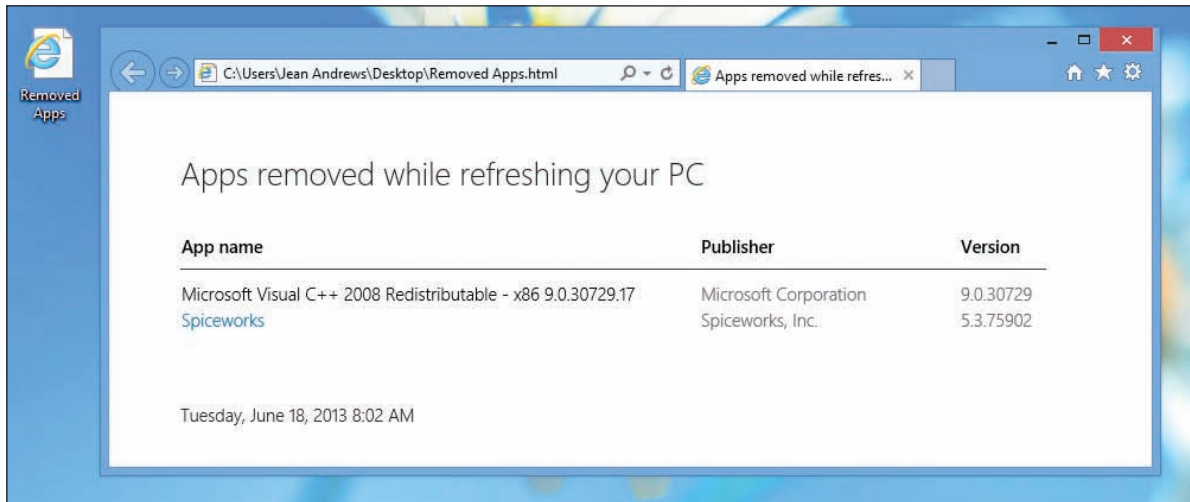 Removed
Apps
C:\Users\Jean Andrews\Desktop\Removed Apps.html
Apps removed while refres...
Apps removed while refreshing your PC
App name Publisher Version
Microsoft Visual C++ 2008 Redistributable - x86 9.0.30729.17 Microsoft Corporation 9.0.30729
Spiceworks Spiceworks, Inc. 5.3.75902
Tuesday, June 18, 2013 8:02 AM